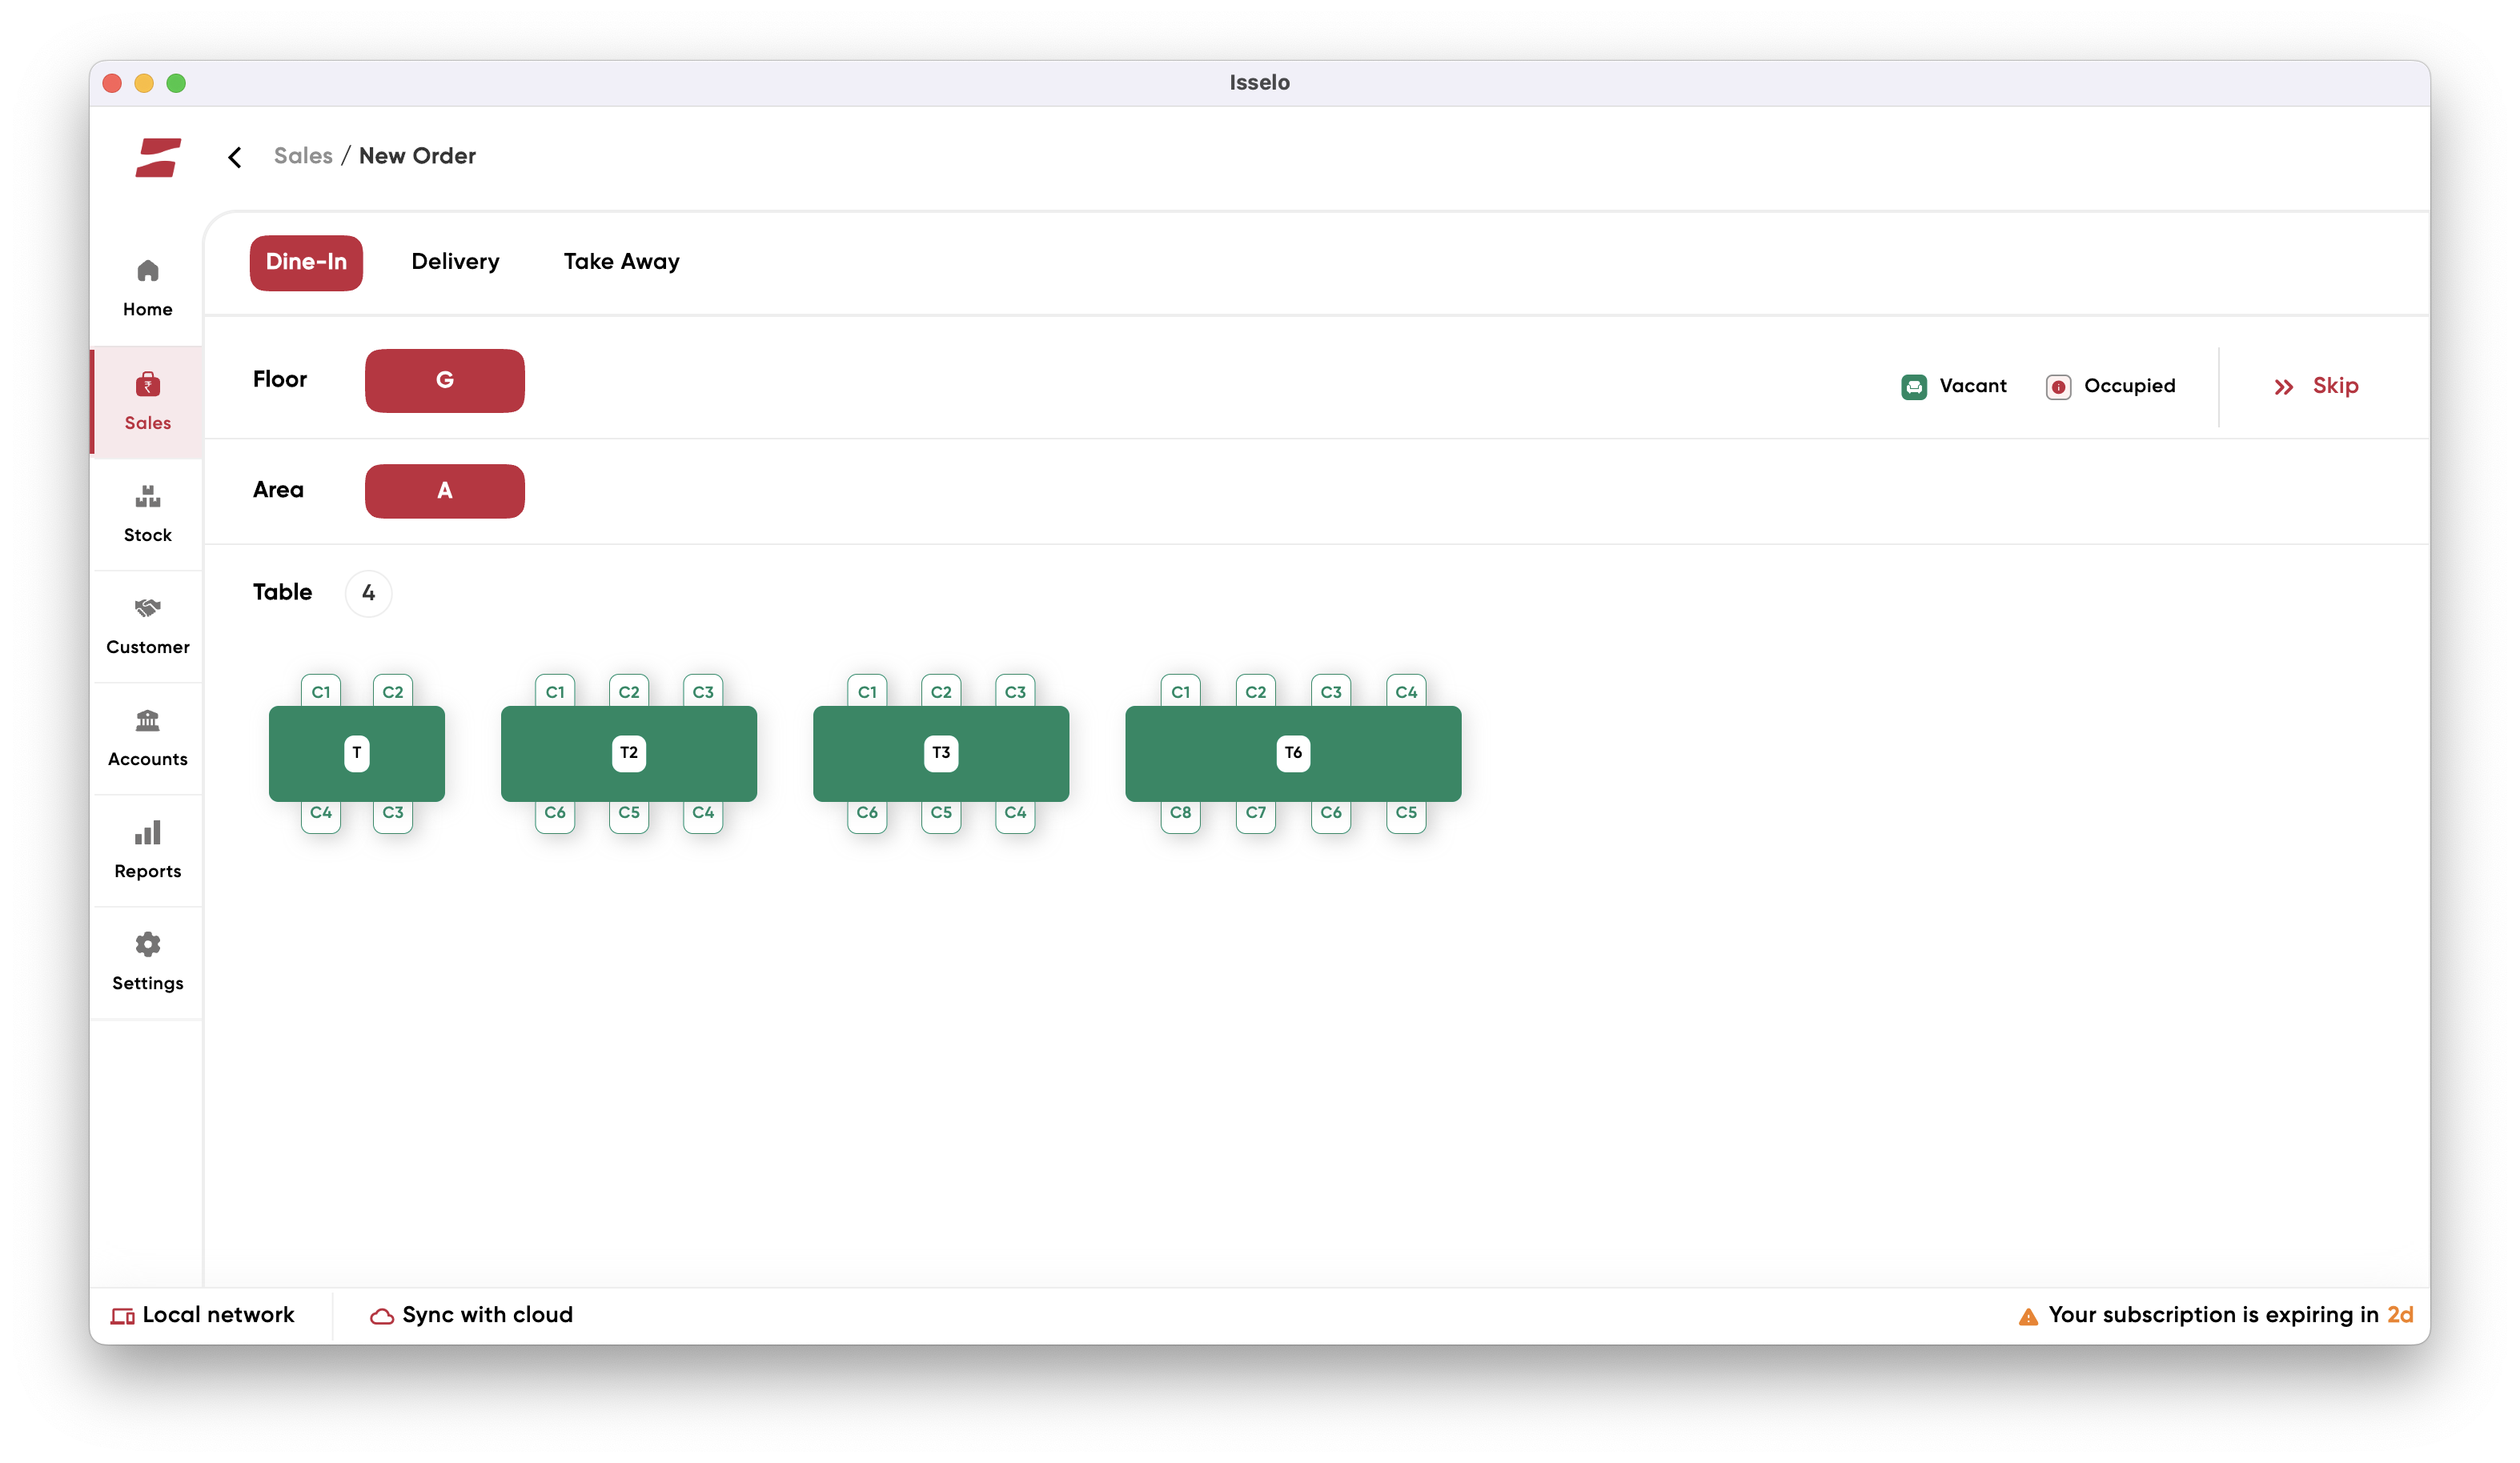 Isselo
Sales / New Order
Home
Sales
Stock
Customer
Accounts
Reports
Settings
Dine-In Delivery Take Away
Floor G Vacant Occupied Skip
Area A
Table 4
C1 C2 C1 C2 C3 C1 C2 C3 C1 C2 C3 C4
T T2 T3 T6
C4 C3 C6 C5 C4 C6 C5 C4 C8 C7 C6 C5
Local network Sync with cloud Your subscription is expiring in 2d